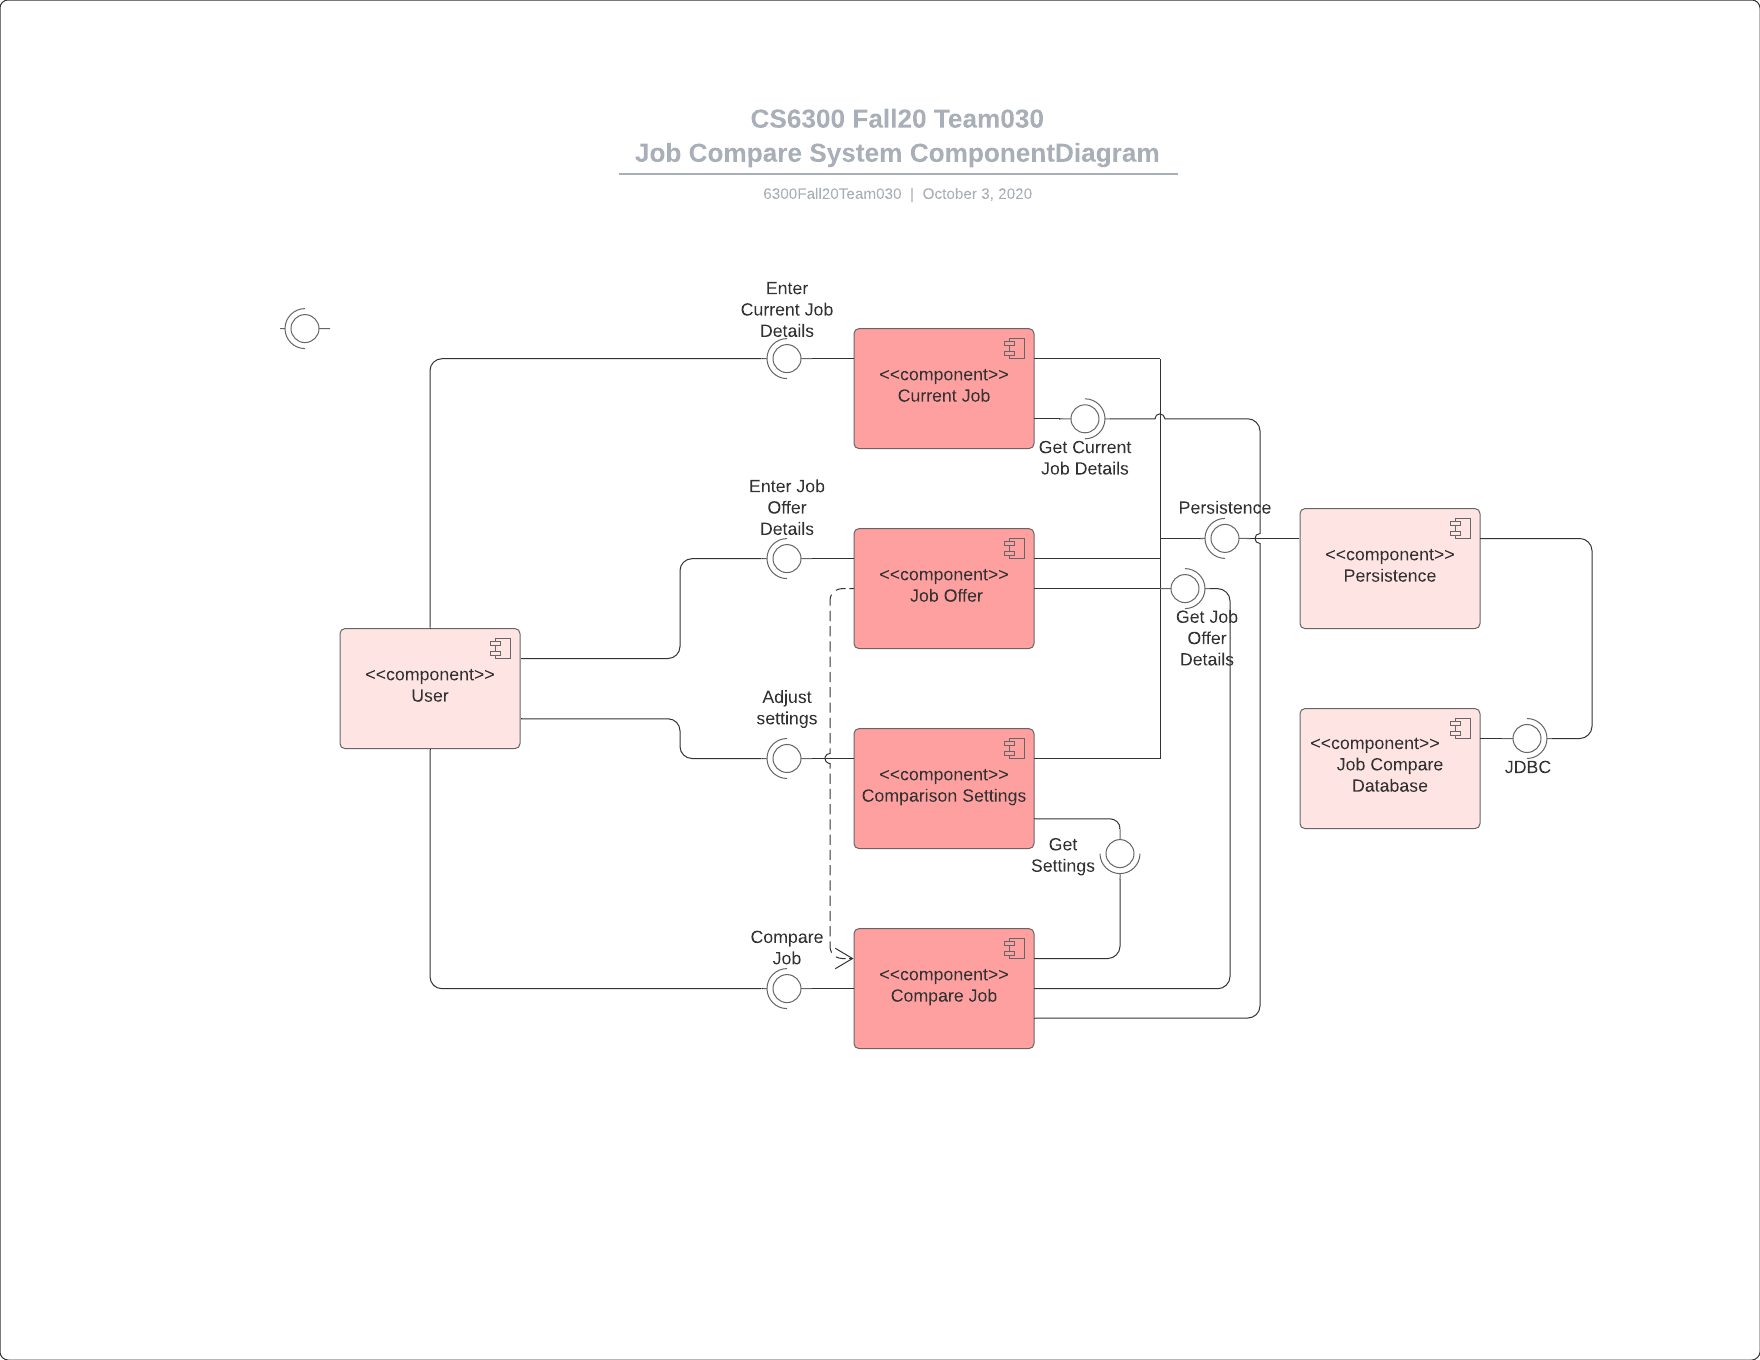 CS6300 Fall20 Team030
Job Compare System ComponentDiagram
6300Fall20Team030 | October 3, 2020
Enter
Current Job
Details
<<component>>
Current Job
Get Current
Job Details
Enter Job
Offer
Details
<<component>>
Job Offer
Persistence
<<component>>
Persistence
Get Job
Offer
Details
<<component>>
User
Adjust
settings
<<component>>
Comparison Settings
<<component>>
Job Compare
Database
JDBC
Get
Settings
Compare
Job
<<component>>
Compare Job